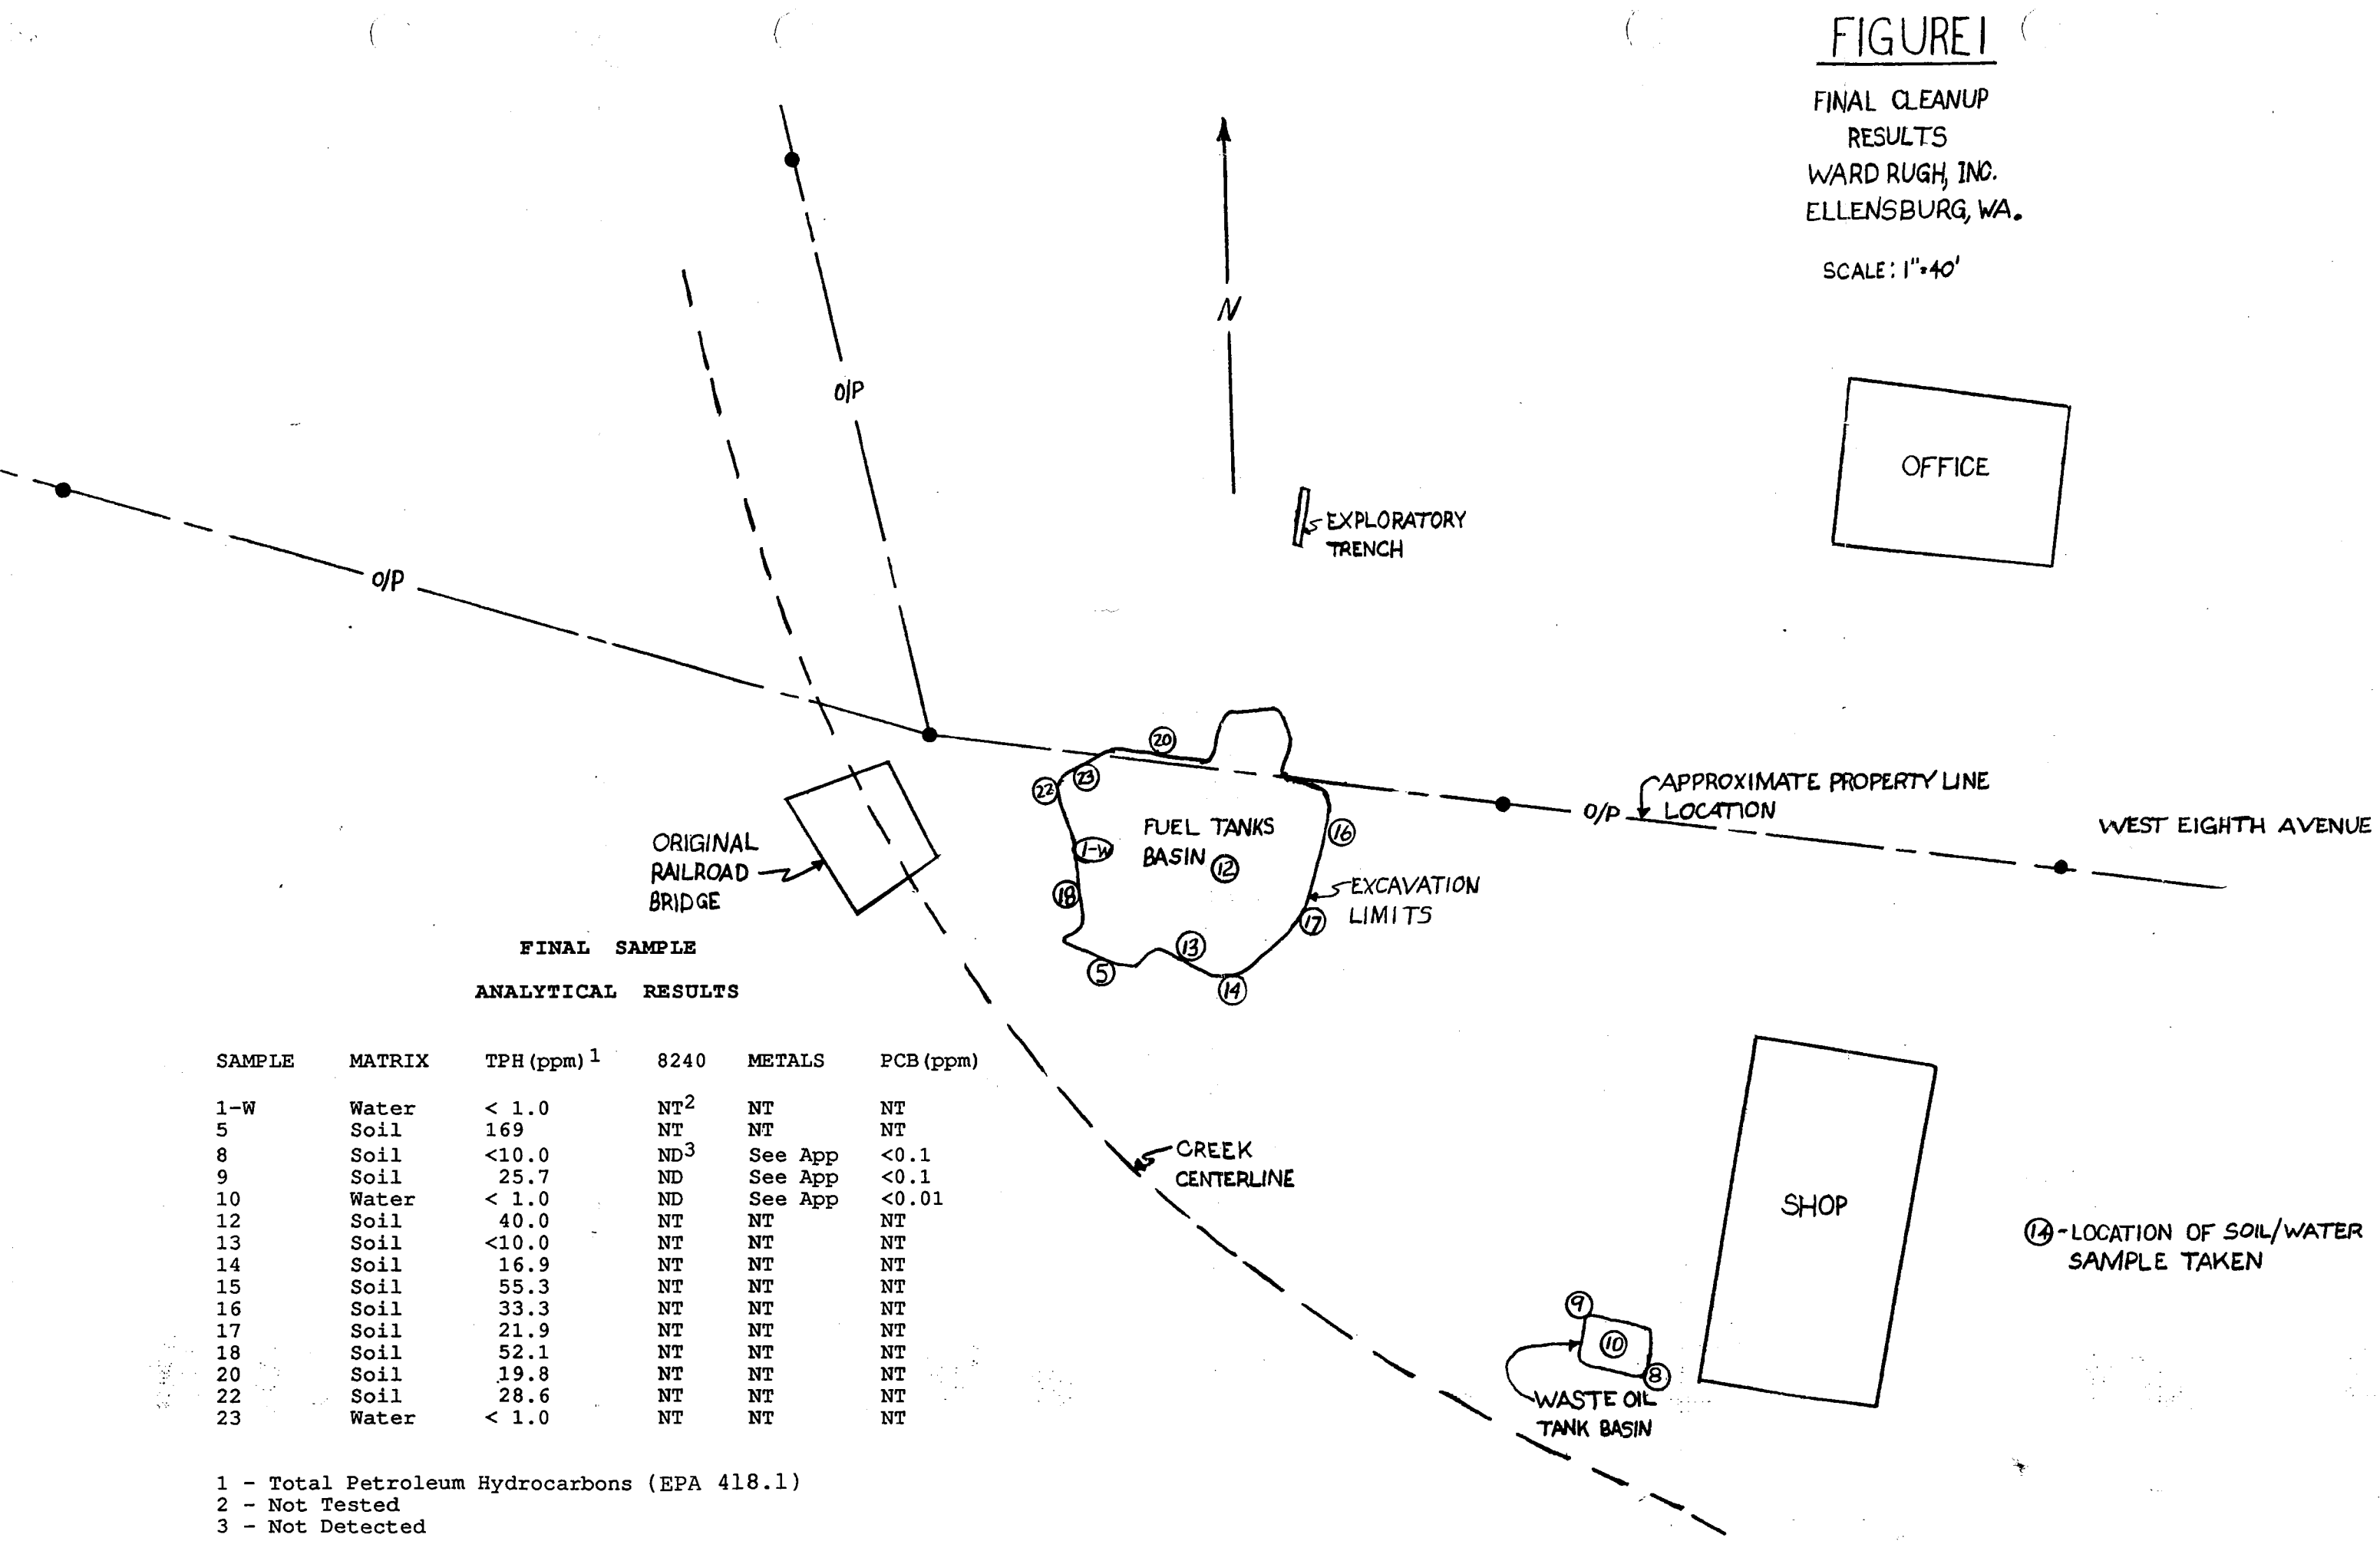 FIGURE 1
FINAL CLEANUP
RESULTS
WARD RUGH, INC.
ELLENSBURG, WA.
SCALE: 1"=40'
O/P
N
OFFICE
EXPLORATORY
TRENCH
O/P
20
23
22
APPROXIMATE PROPERTY LINE
LOCATION
O/P
WEST EIGHTH AVENUE
FUEL TANKS
BASIN
12
16
1-W
ORIGINAL
RAILROAD
BRIDGE
18
EXCAVATION
LIMITS
17
13
5
14
FINAL SAMPLE
ANALYTICAL RESULTS
SAMPLE MATRIX TPH(ppm)1 8240 METALS PCB(ppm)
1-W Water < 1.0 NT2 NT NT
5 Soil 169 NT NT NT
8 Soil <10.0 ND3 See App <0.1
9 Soil 25.7 ND See App <0.1
10 Water < 1.0 ND See App <0.01
12 Soil 40.0 NT NT NT
13 Soil <10.0 NT NT NT
14 Soil 16.9 NT NT NT
15 Soil 55.3 NT NT NT
16 Soil 33.3 NT NT NT
17 Soil 21.9 NT NT NT
18 Soil 52.1 NT NT NT
20 Soil 19.8 NT NT NT
22 Soil 28.6 NT NT NT
23 Water < 1.0 NT NT NT
1 - Total Petroleum Hydrocarbons (EPA 418.1)
2 - Not Tested
3 - Not Detected
CREEK
CENTERLINE
SHOP
14 - LOCATION OF SOIL/WATER
SAMPLE TAKEN
9
10
8
WASTE OIL
TANK BASIN